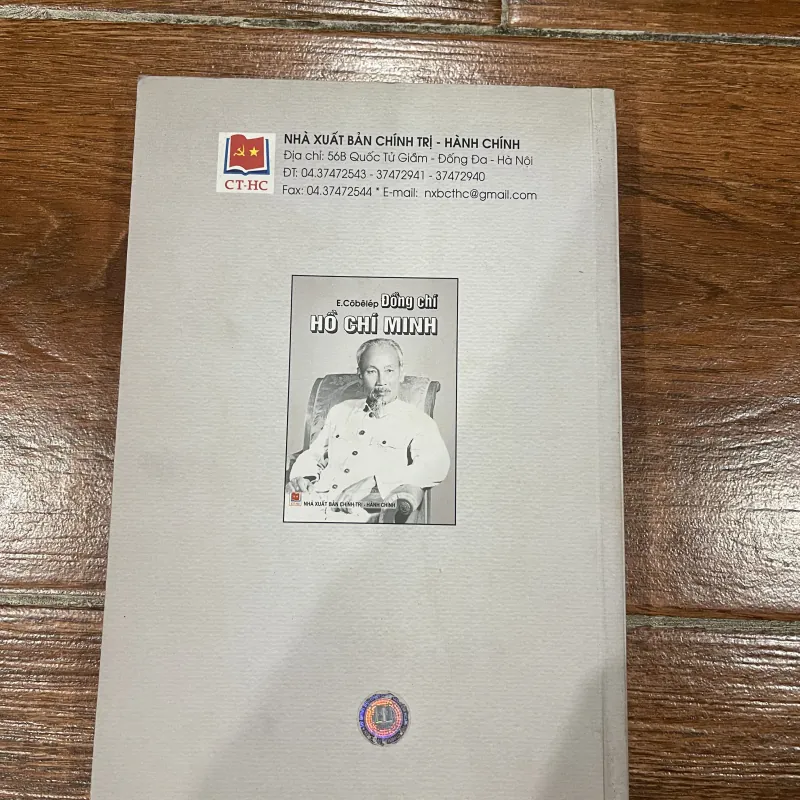 NHÀ XUẤT BẢN CHÍNH TRỊ - HÀNH CHÍNH
Địa chỉ: 56B Quốc Tử Giám - Đống Đa - Hà Nội
ĐT: 04.37472543 - 37472941 - 37472940
Fax: 04.37472544 * E-mail: nxbcthc@gmail.com
CT-HC
E.Côbêlép Đồng chí
HỒ CHÍ MINH
NHÀ XUẤT BẢN CHÍNH TRỊ - HÀNH CHÍNH